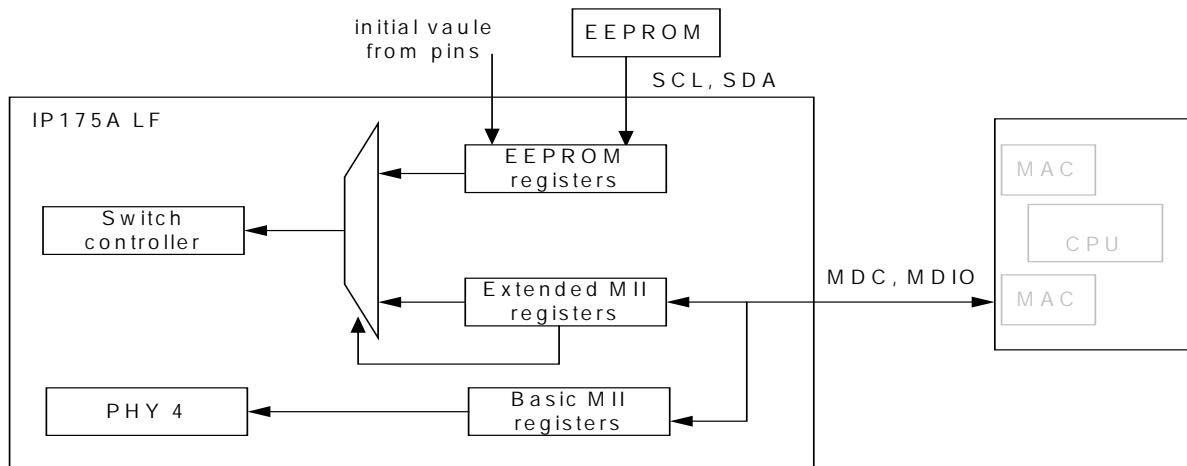 initial vaule
from pins
EEPROM
SCL, SDA
IP175A LF
EEPROM
registers
MAC
Switch
controller
CPU
MDC, MDIO
Extended MII
registers
MAC
PHY 4
Basic MII
registers